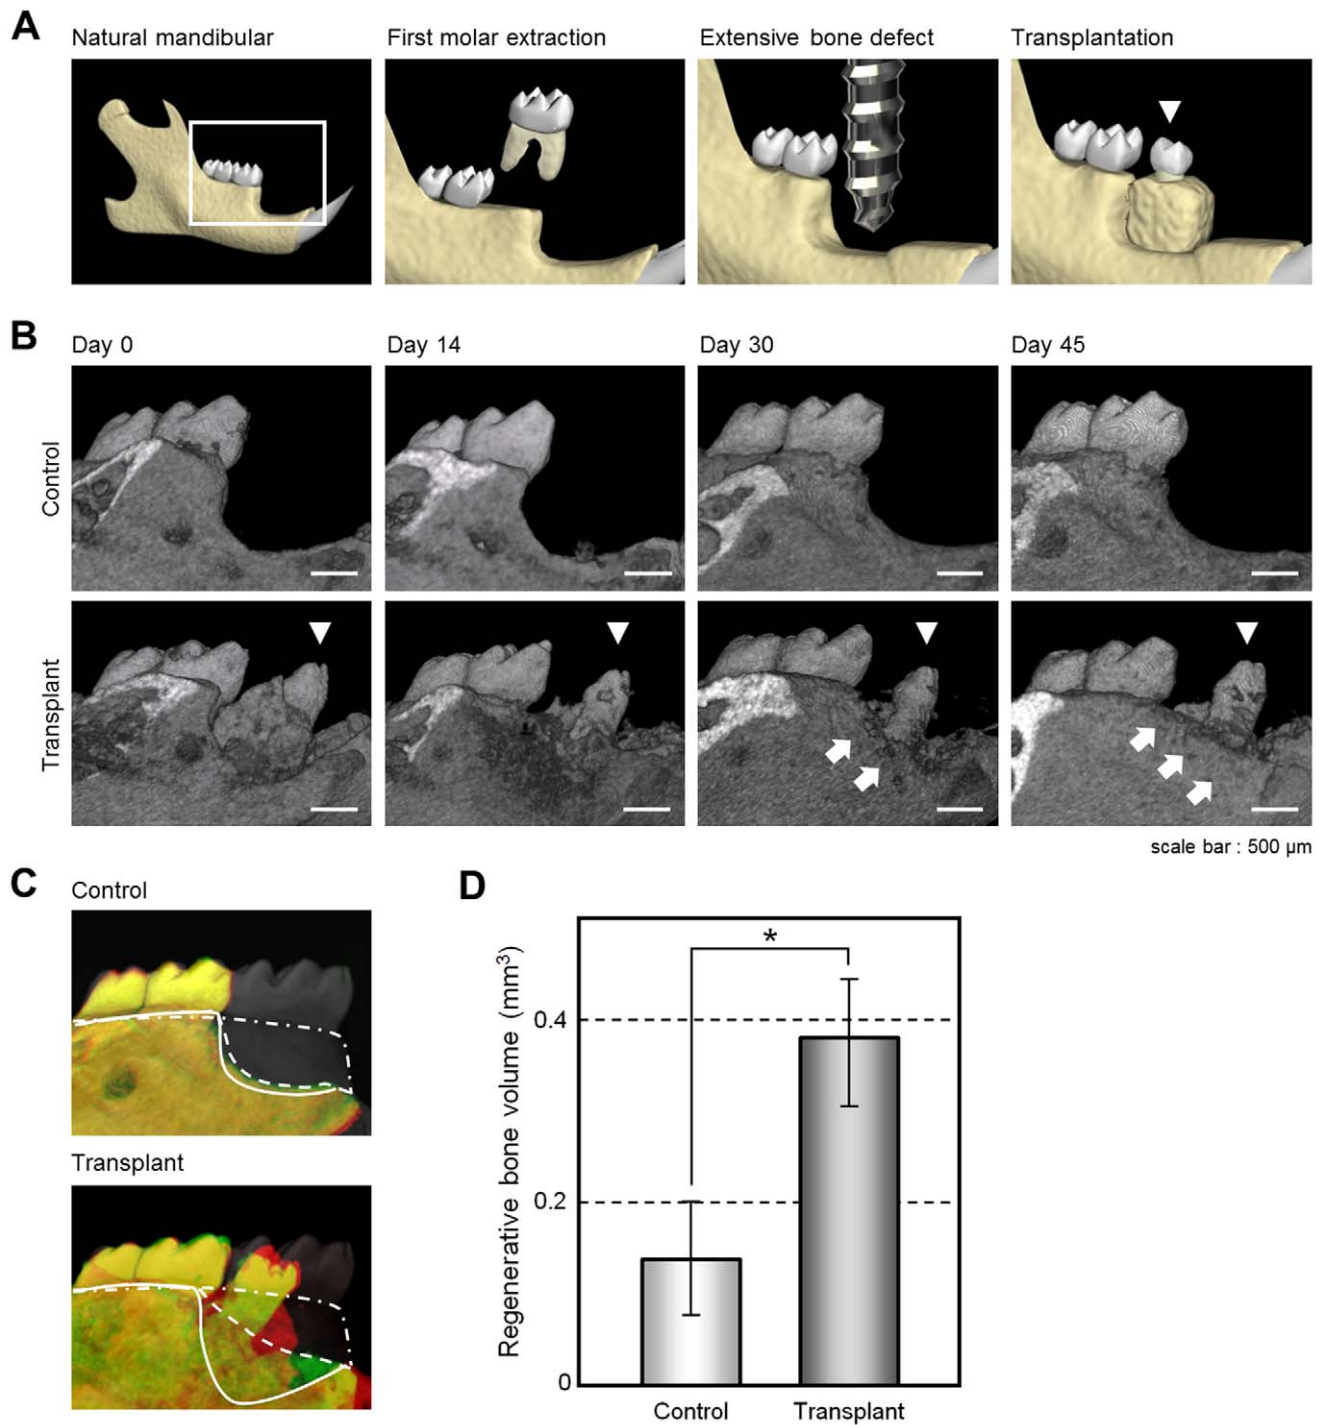 A
Natural mandibular
First molar extraction
Extensive bone defect
Transplantation
B
Day 0
Day 14
Day 30
Day 45
Control
Transplant
scale bar : 500 µm
C
Control
Transplant
D
Regenerative bone volume (mm³)
*
0.4
0.2
0
Control
Transplant